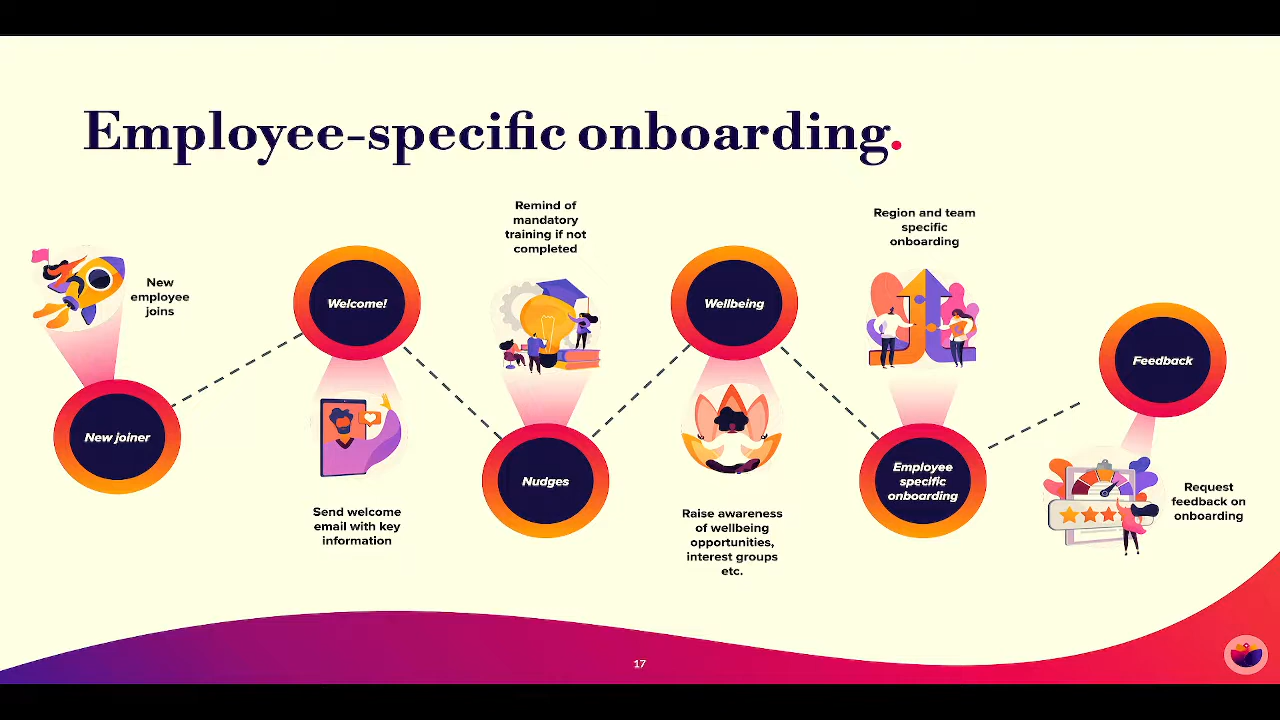 Employee-specific onboarding.
New
employee
joins
New joiner
Welcome!
Send welcome
email with key
information
Remind of
mandatory
training if not
completed
Nudges
Wellbeing
Raise awareness
of wellbeing
opportunities,
interest groups
etc.
Region and team
specific
onboarding
Employee
specific
onboarding
Feedback
Request
feedback on
onboarding
17